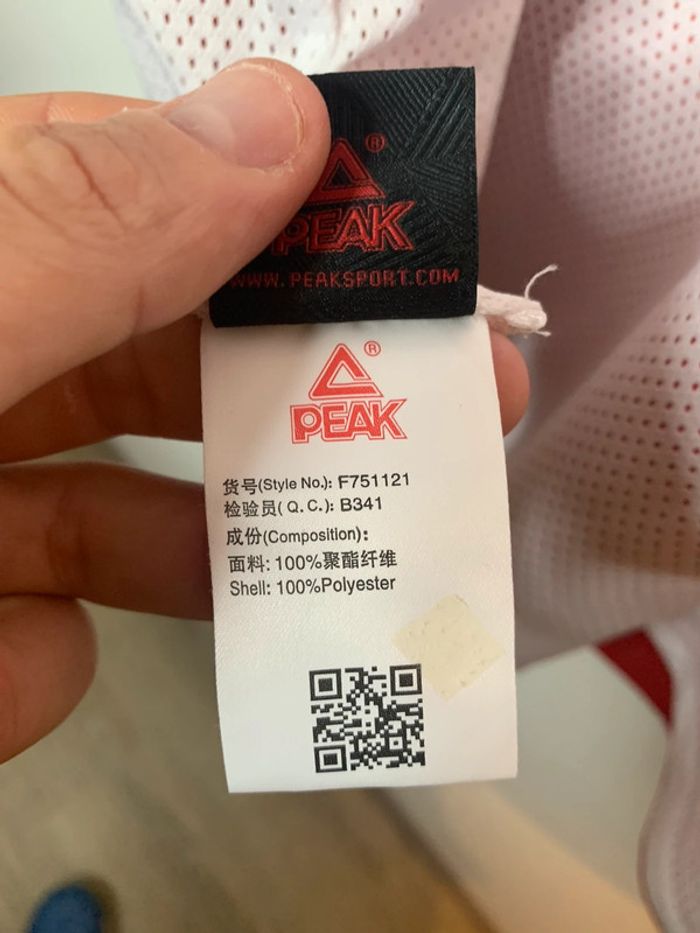 ®
PEAK
WWW.PEAKSPORT.COM
®
PEAK
货号(Style No.): F751121
检验员(Q.C.): B341
成份(Composition):
面料: 100%聚酯纤维
Shell: 100%Polyester